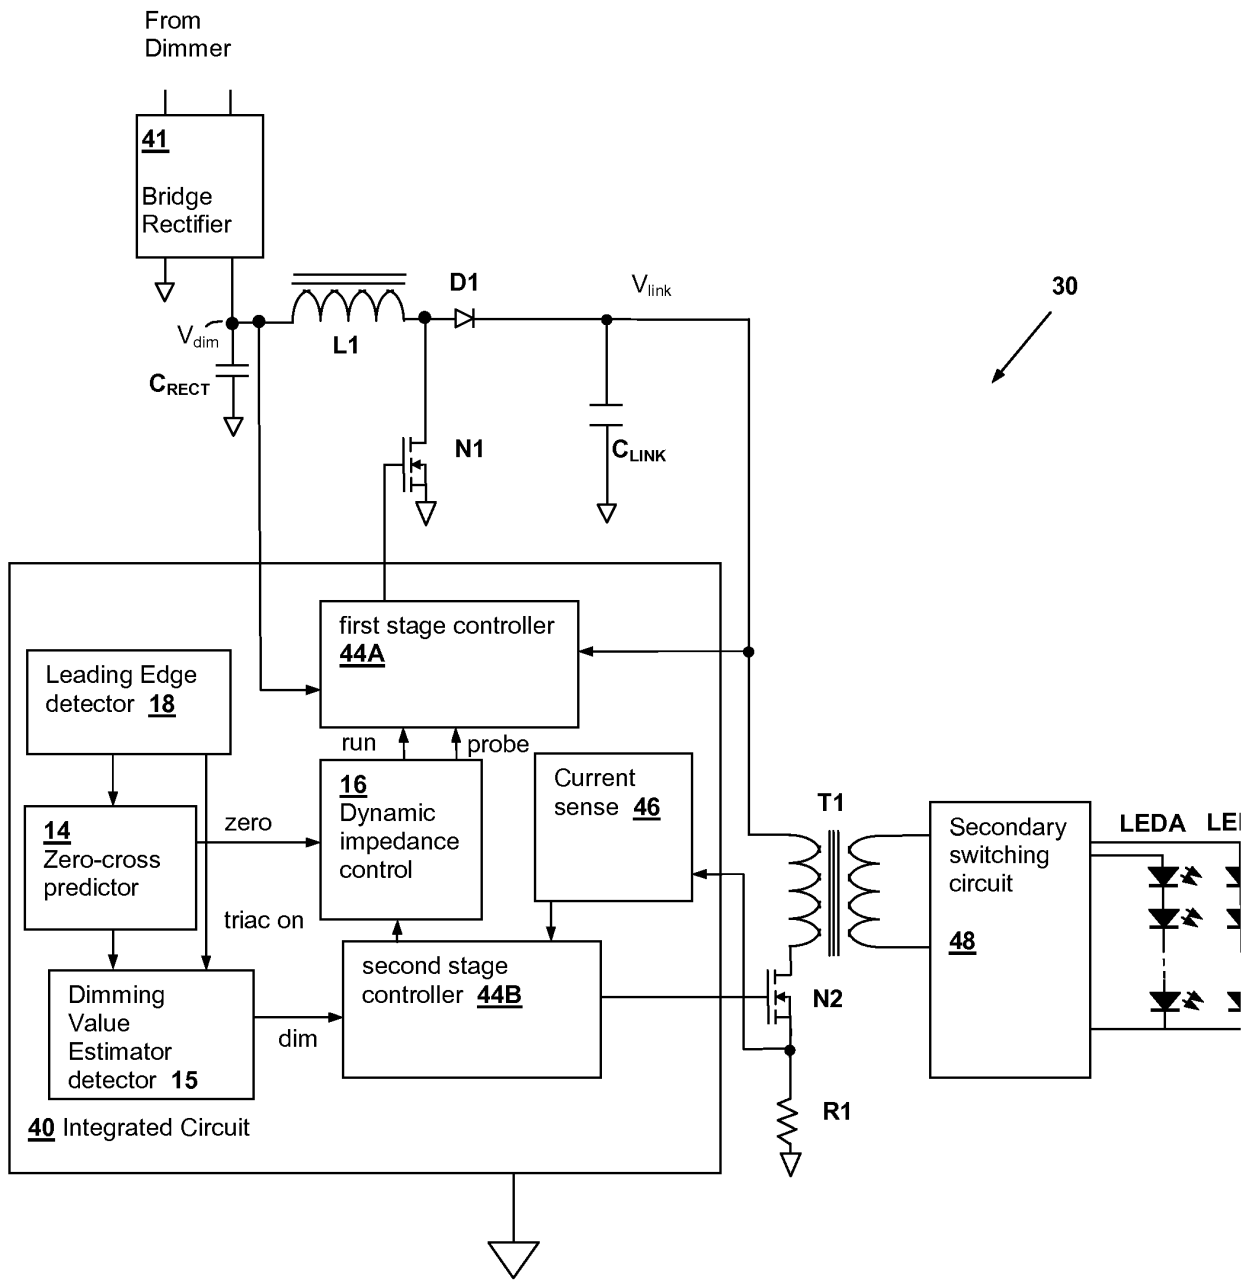 From
Dimmer
41
Bridge
Rectifier
D1
Vlink
30
Vdim
L1
CRECT
N1
CLINK
first stage controller
44A
Leading Edge
detector 18
run
probe
16
Dynamic
impedance
control
Current
sense 46
T1
Secondary
switching
circuit
48
LEDA
14
Zero-cross
predictor
zero
triac on
second stage
controller 44B
N2
Dimming
Value
Estimator
detector 15
dim
R1
40 Integrated Circuit